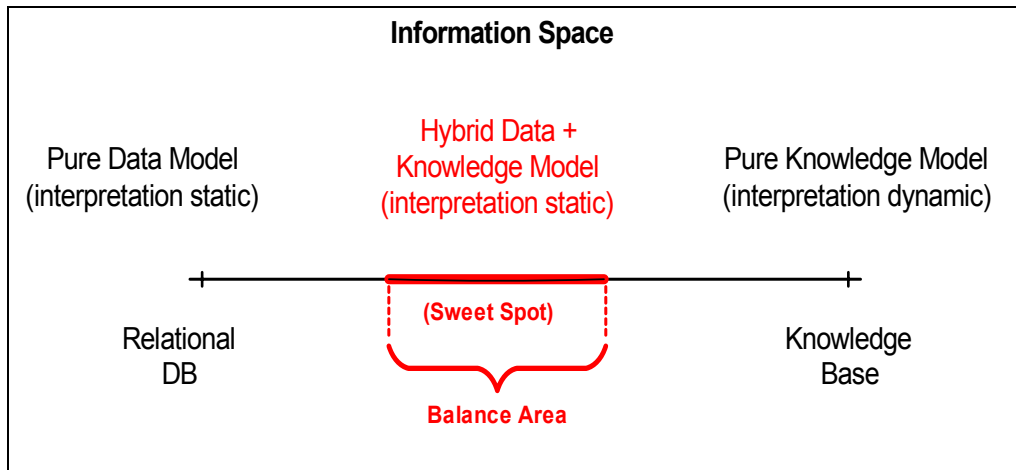 Information Space
Pure Data Model
(interpretation static)
Hybrid Data +
Knowledge Model
(interpretation static)
Pure Knowledge Model
(interpretation dynamic)
(Sweet Spot)
Relational
DB
Balance Area
Knowledge
Base